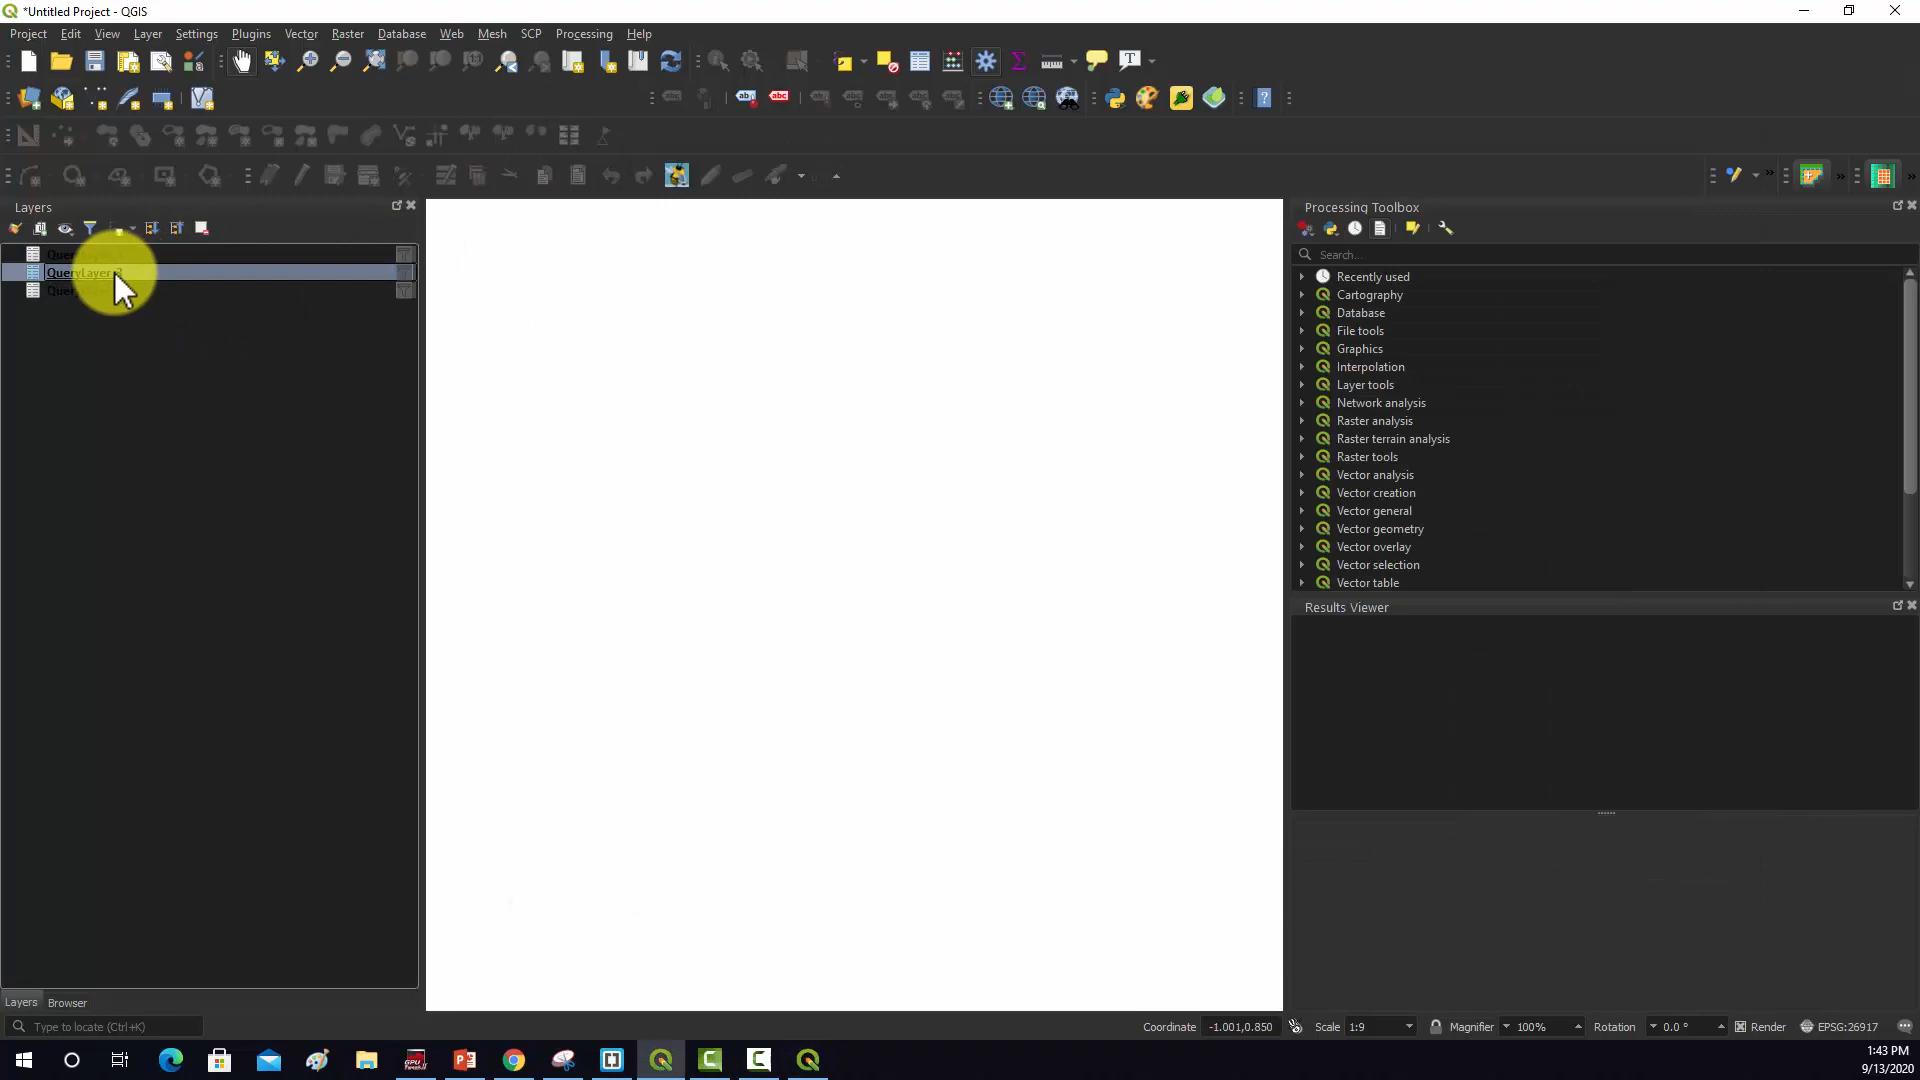 *Untitled Project - QGIS
Project Edit View Layer Settings Plugins Vector Raster Database Web Mesh SCP Processing Help
Layers
Processing Toolbox
Search...
QueryLayer
Recently used
Cartography
Database
File tools
Graphics
Interpolation
Layer tools
Network analysis
Raster analysis
Raster terrain analysis
Raster tools
Vector analysis
Vector creation
Vector general
Vector geometry
Vector overlay
Vector selection
Vector table
Results Viewer
Layers Browser
Type to locate (Ctrl+K)
Coordinate -1.001,0.850 Scale 1:9 Magnifier 100% Rotation 0.0 ° Render EPSG:26917
1:43 PM
9/13/2020